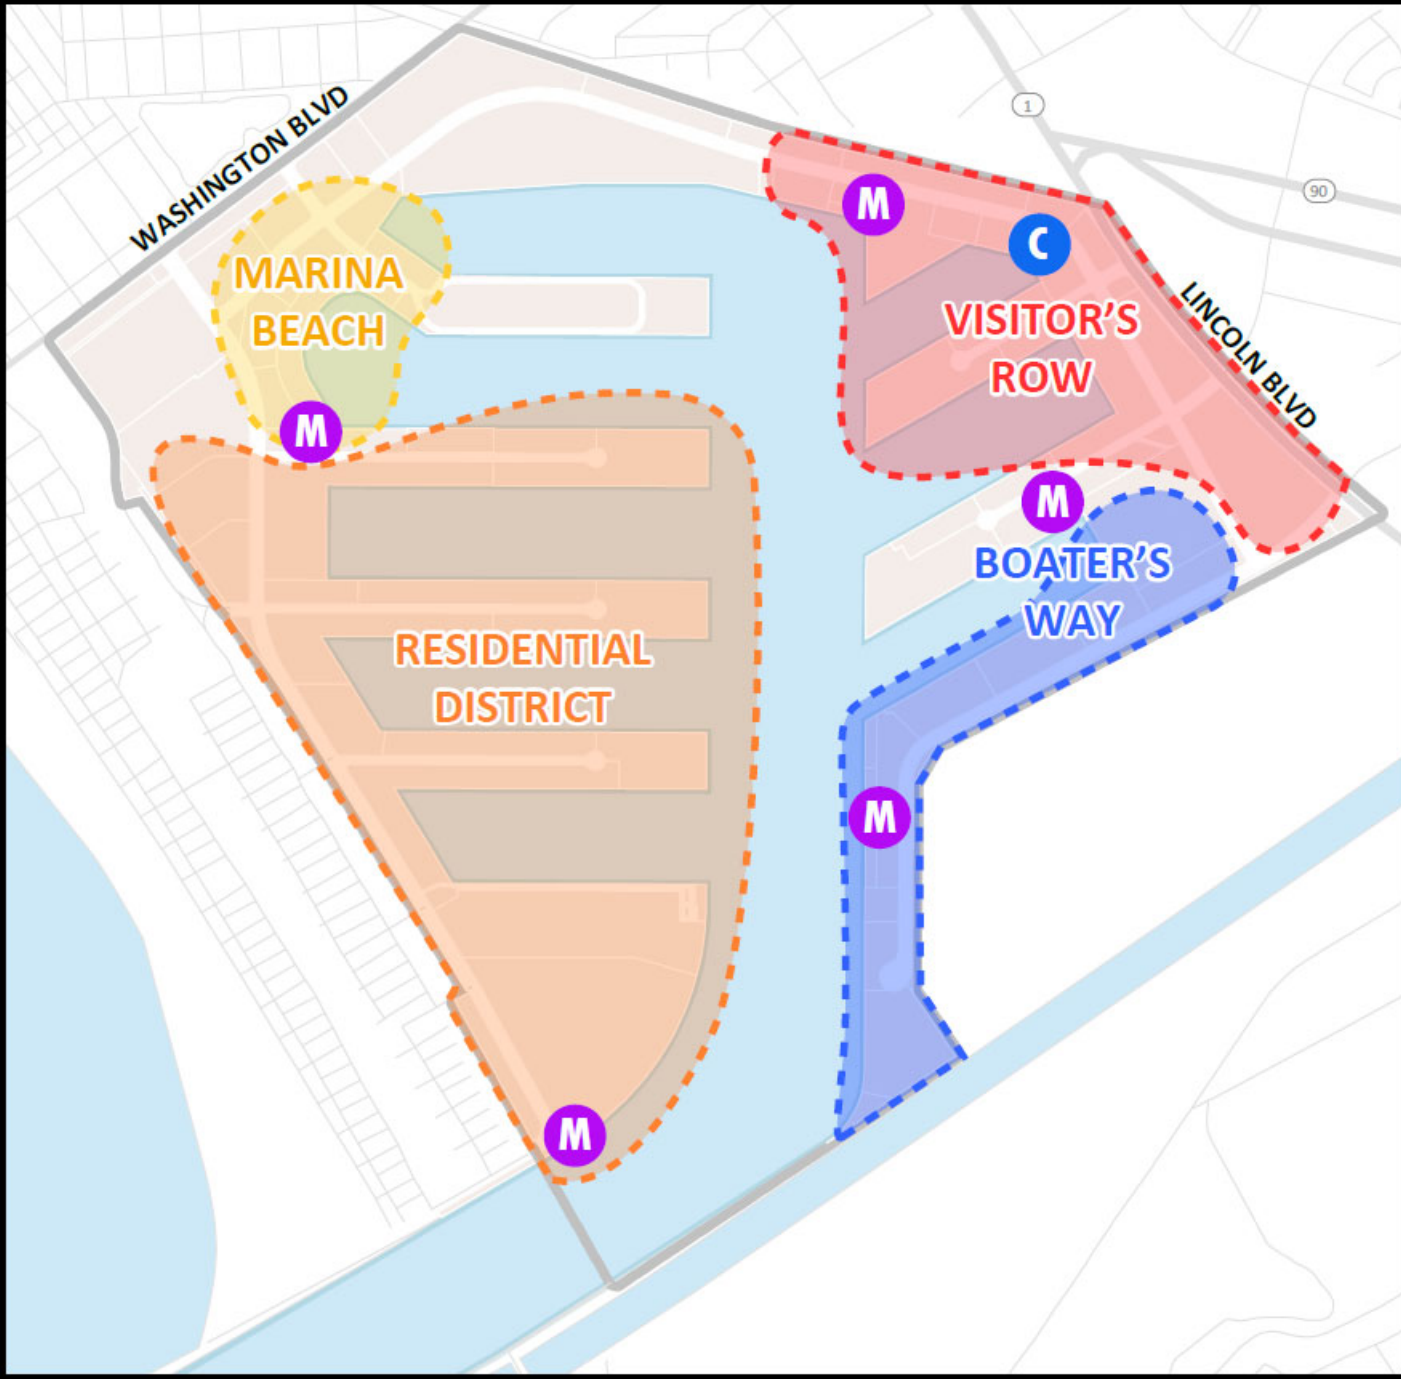 WASHINGTON BLVD
1
90
M
C
MARINA
BEACH
VISITOR'S
ROW
LINCOLN BLVD
M
M
BOATER'S
WAY
RESIDENTIAL
DISTRICT
M
M